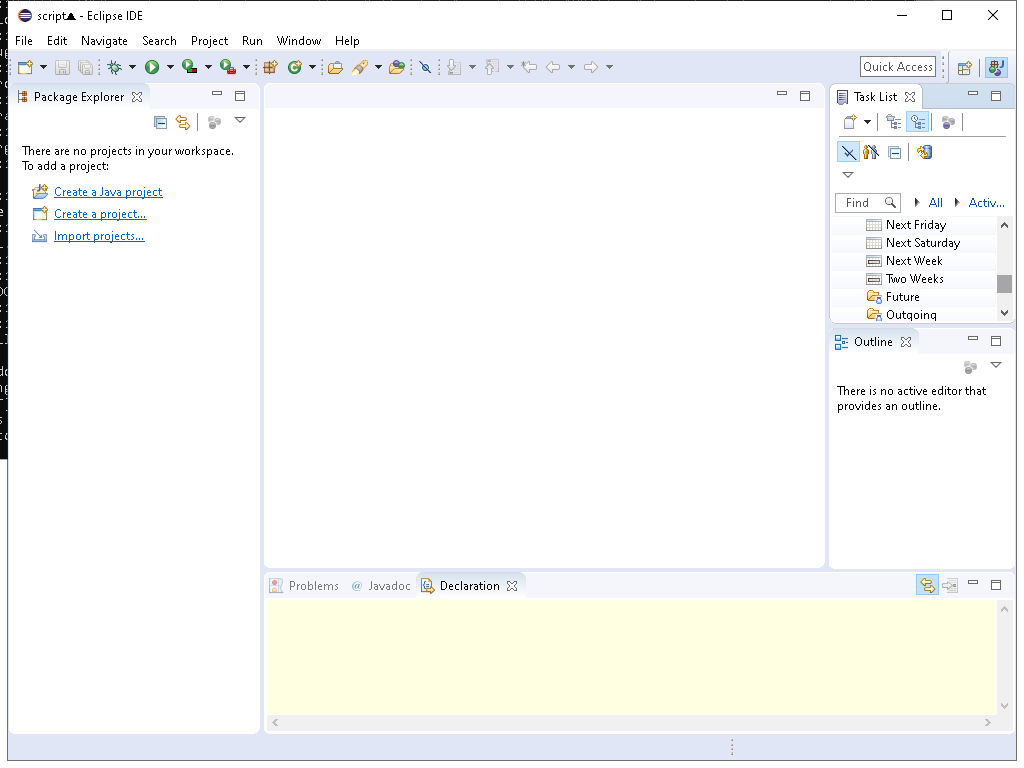 script▲ - Eclipse IDE
File Edit Navigate Search Project Run Window Help
Quick Access
Package Explorer
There are no projects in your workspace.
To add a project:
Create a Java project
Create a project...
Import projects...
Task List
Find
All
Activ...
Next Friday
Next Saturday
Next Week
Two Weeks
Future
Outgoing
Outline
There is no active editor that
provides an outline.
Problems @ Javadoc Declaration